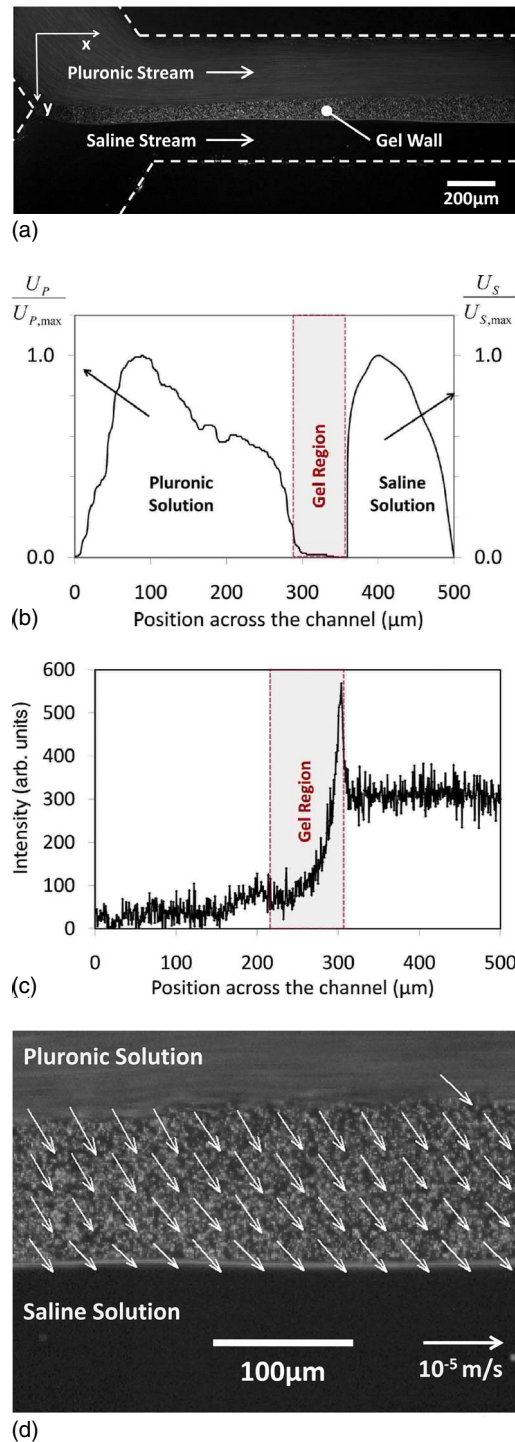 x
Pluronic Stream
y
Saline Stream
Gel Wall
200μm
(a)
U_P / U_P,max
U_S / U_S,max
1.0
1.0
Gel Region
Pluronic Solution
Saline Solution
0.0
0.0
0 100 200 300 400 500
Position across the channel (μm)
(b)
600
500
400
300
200
100
0
Intensity (arb. units)
Gel Region
0 100 200 300 400 500
Position across the channel (μm)
(c)
Pluronic Solution
Saline Solution
100μm
10⁻⁵ m/s
(d)